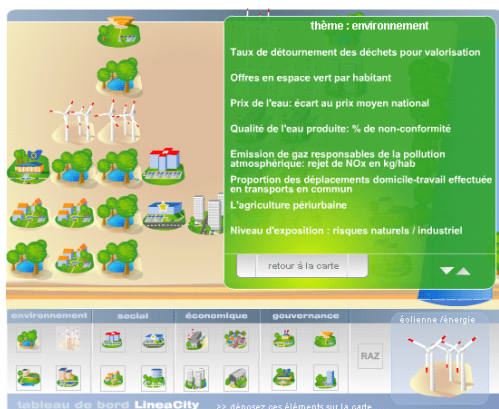 thème : environnement
Taux de détournement des déchets pour valorisation
Offres en espace vert par habitant
Prix de l'eau: écart au prix moyen national
Qualité de l'eau produite: % de non-conformité
Emission de gaz responsables de la pollution
atmosphérique: rejet de NOx en kg/hab
Proportion des déplacements domicile-travail effectuée
en transports en commun
L'agriculture périurbaine
Niveau d'exposition : risques naturels / industriel
retour à la carte
environnement social économique gouvernance
éolienne /énergie
RAZ
tableau de bord LineaCity >> déposez ces éléments sur la carte